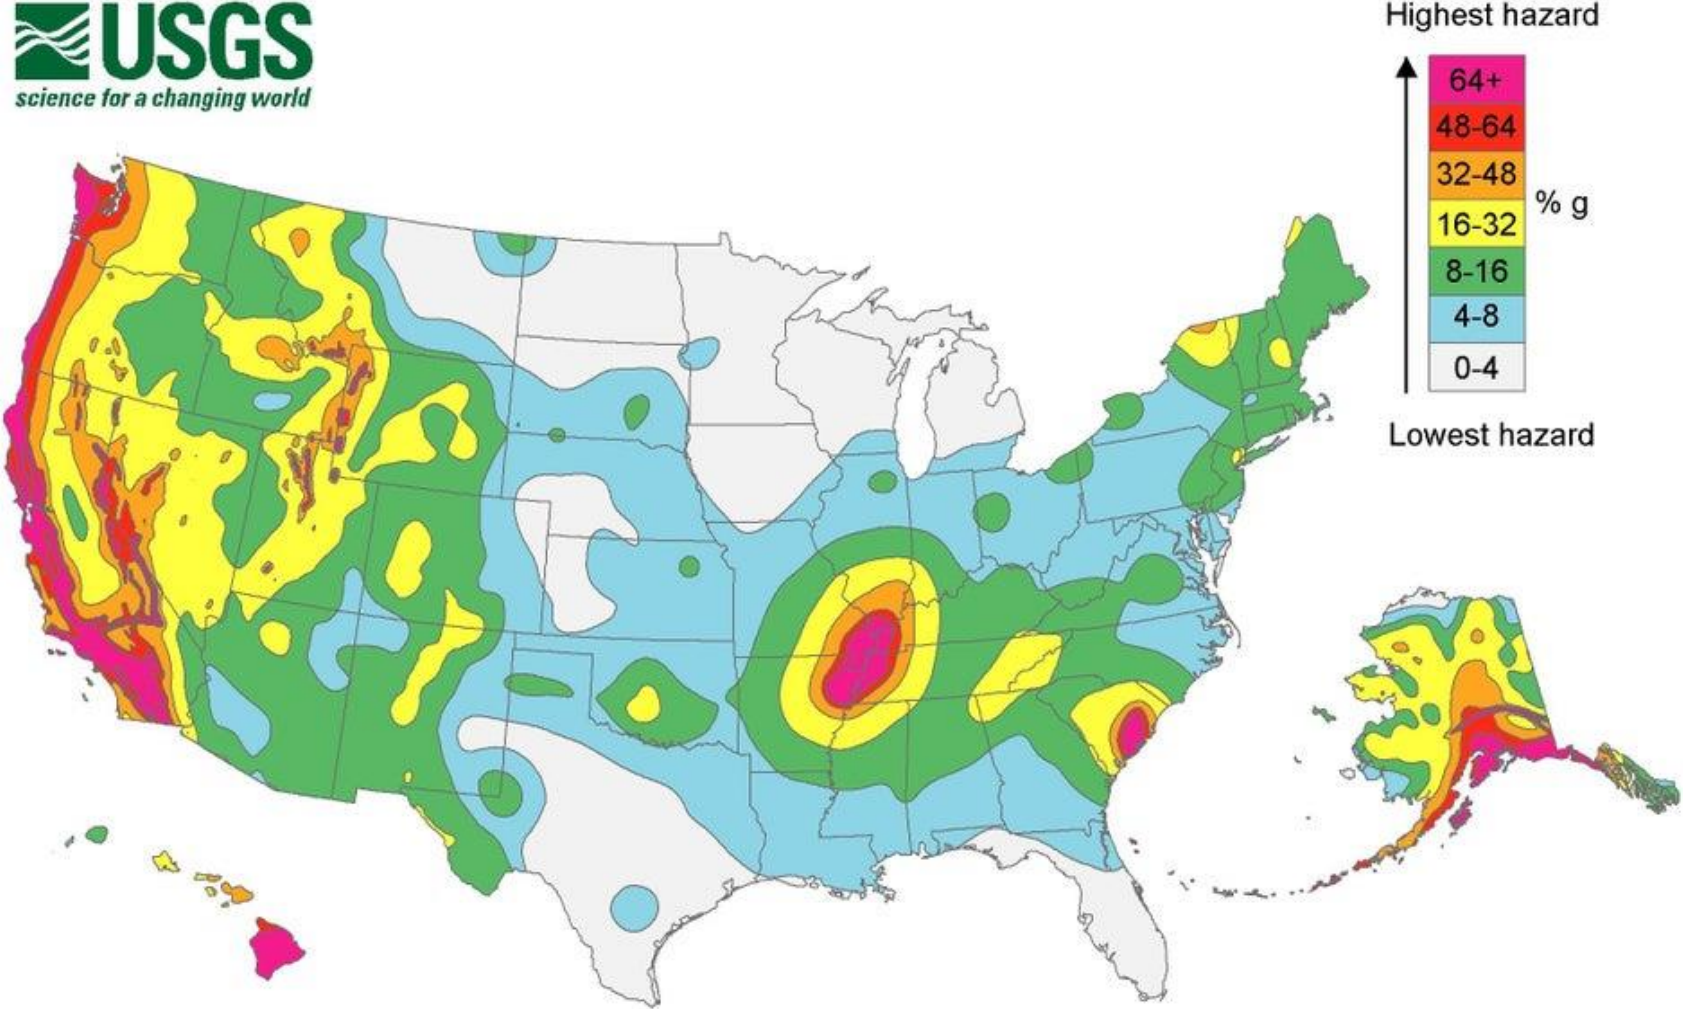 USGS
science for a changing world
Highest hazard
64+
48-64
32-48
16-32
% g
8-16
4-8
0-4
Lowest hazard